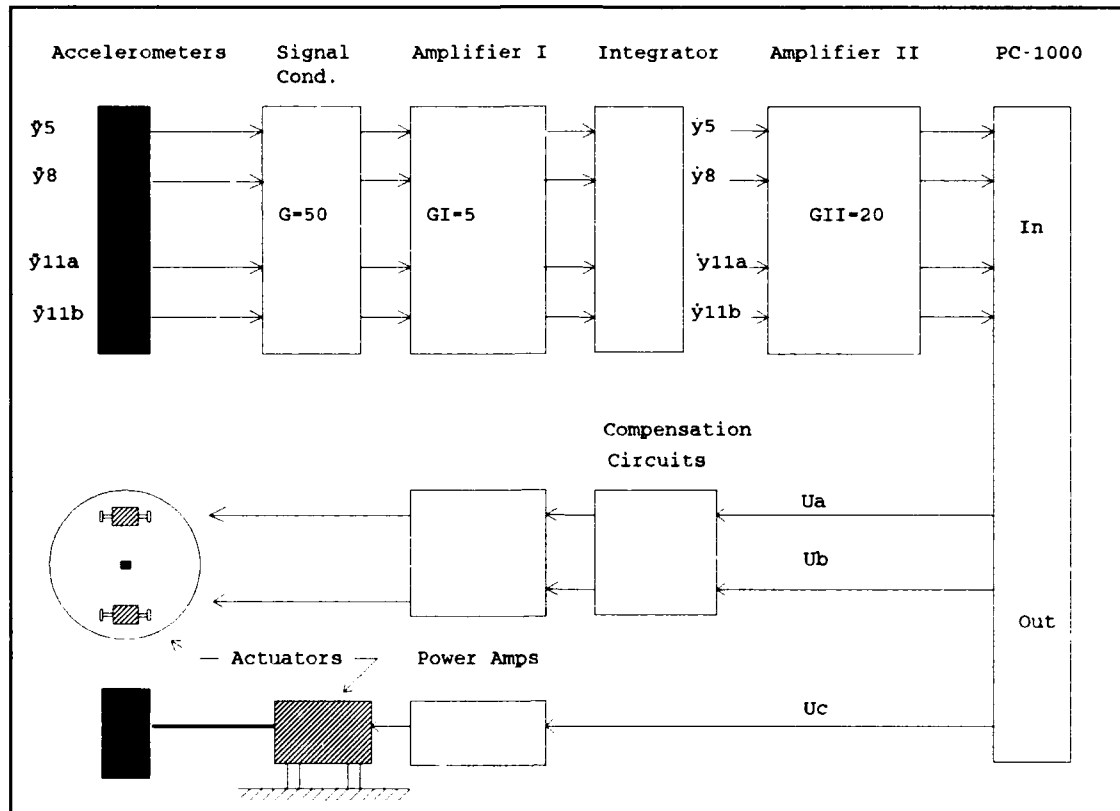 Accelerometers Signal Cond. Amplifier I Integrator Amplifier II PC-1000
ÿ5
ÿ8
ÿ11a
ÿ11b
G=50
GI=5
ẏ5
ẏ8
ẏ11a
ẏ11b
GII=20
In
Compensation
Circuits
Ua
Ub
Out
Actuators
Power Amps
Uc